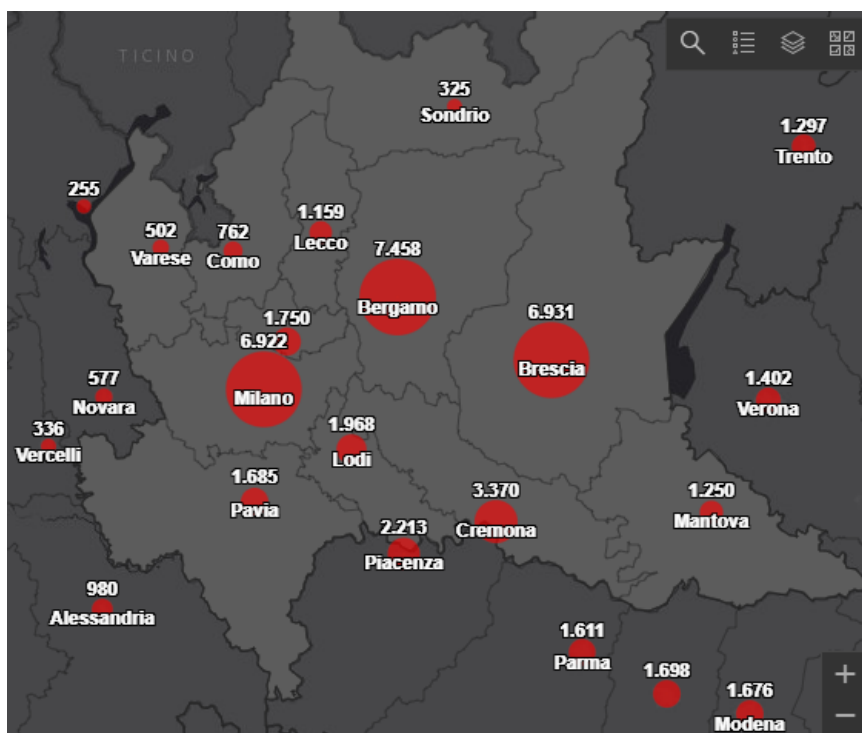 TICINO
325
Sondrio
1.297
Trento
255
502
Varese
762
Como
1.159
Lecco
7.458
Bergamo
6.931
Brescia
1.750
6.922
Milano
577
Novara
1.402
Verona
336
Vercelli
1.968
Lodi
1.685
Pavia
3.370
Cremona
1.250
Mantova
2.213
Piacenza
980
Alessandria
1.611
Parma
1.698
1.676
Modena